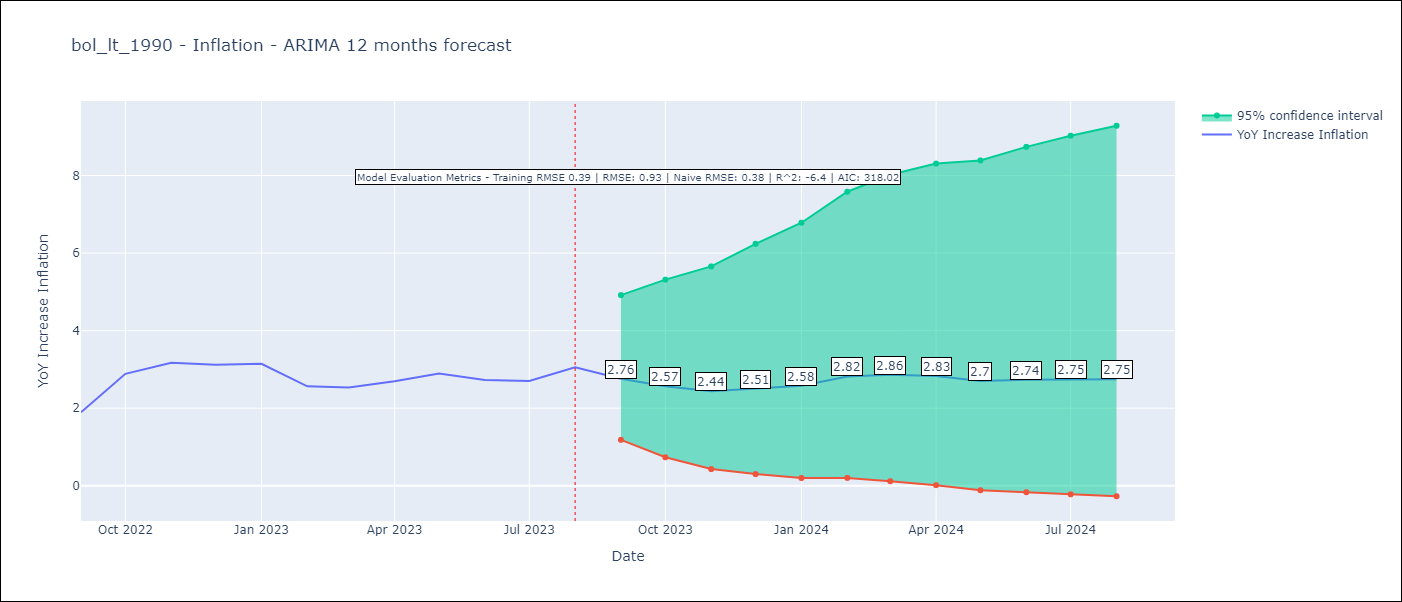 bol_lt_1990 - Inflation - ARIMA 12 months forecast
95% confidence interval
YoY Increase Inflation
Model Evaluation Metrics - Training RMSE 0.39 | RMSE: 0.93 | Naive RMSE: 0.38 | R^2: -6.4 | AIC: 318.02
YoY Increase Inflation
8
6
4
2
0
2.76
2.57
2.44
2.51
2.58
2.82
2.86
2.83
2.7
2.74
2.75
2.75
Oct 2022
Jan 2023
Apr 2023
Jul 2023
Oct 2023
Jan 2024
Apr 2024
Jul 2024
Date